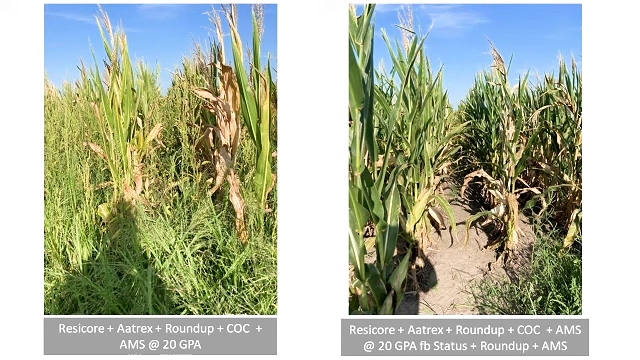 Resicore + Aatrex + Roundup + COC +
AMS @ 20 GPA
Resicore + Aatrex + Roundup + COC + AMS
@ 20 GPA fb Status + Roundup + AMS